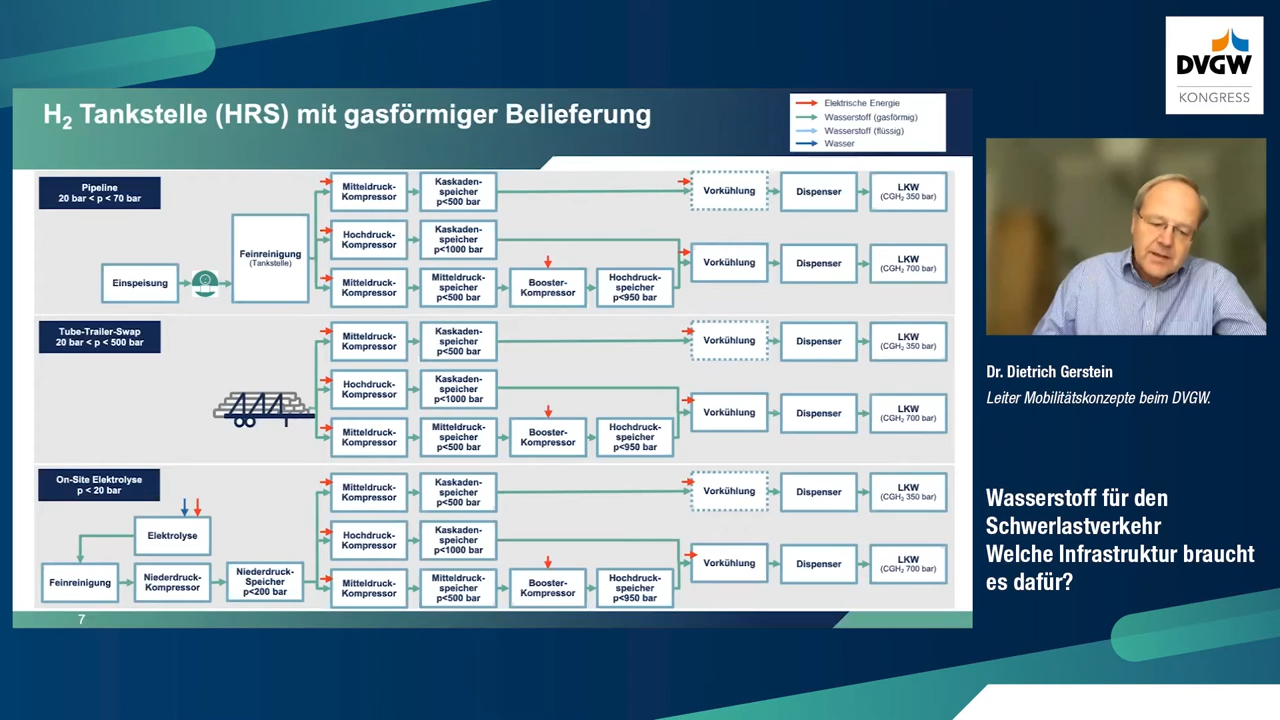 DVGW
KONGRESS
H2 Tankstelle (HRS) mit gasförmiger Belieferung
Elektrische Energie
Wasserstoff (gasförmig)
Wasserstoff (flüssig)
Wasser
Pipeline
20 bar < p < 70 bar
Einspeisung
Feinreinigung
(Tankstelle)
Mitteldruck-
Kompressor
Kaskaden-
speicher
p<500 bar
Vorkühlung
Dispenser
LKW
(CGH2 350 bar)
Hochdruck-
Kompressor
Kaskaden-
speicher
p<1000 bar
Mitteldruck-
Kompressor
Mitteldruck-
speicher
p<500 bar
Booster-
Kompressor
Hochdruck-
speicher
p<950 bar
Vorkühlung
Dispenser
LKW
(CGH2 700 bar)
Tube-Trailer-Swap
20 bar < p < 500 bar
Mitteldruck-
Kompressor
Kaskaden-
speicher
p<500 bar
Vorkühlung
Dispenser
LKW
(CGH2 350 bar)
Hochdruck-
Kompressor
Kaskaden-
speicher
p<1000 bar
Mitteldruck-
Kompressor
Mitteldruck-
speicher
p<500 bar
Booster-
Kompressor
Hochdruck-
speicher
p<950 bar
Vorkühlung
Dispenser
LKW
(CGH2 700 bar)
On-Site Elektrolyse
p < 20 bar
Elektrolyse
Feinreinigung
Niederdruck-
Kompressor
Niederdruck-
Speicher
p<200 bar
Mitteldruck-
Kompressor
Kaskaden-
speicher
p<500 bar
Vorkühlung
Dispenser
LKW
(CGH2 350 bar)
Hochdruck-
Kompressor
Kaskaden-
speicher
p<1000 bar
Mitteldruck-
Kompressor
Mitteldruck-
speicher
p<500 bar
Booster-
Kompressor
Hochdruck-
speicher
p<950 bar
Vorkühlung
Dispenser
LKW
(CGH2 700 bar)
7
Dr. Dietrich Gerstein
Leiter Mobilitätskonzepte beim DVGW.
Wasserstoff für den
Schwerlastverkehr
Welche Infrastruktur braucht
es dafür?